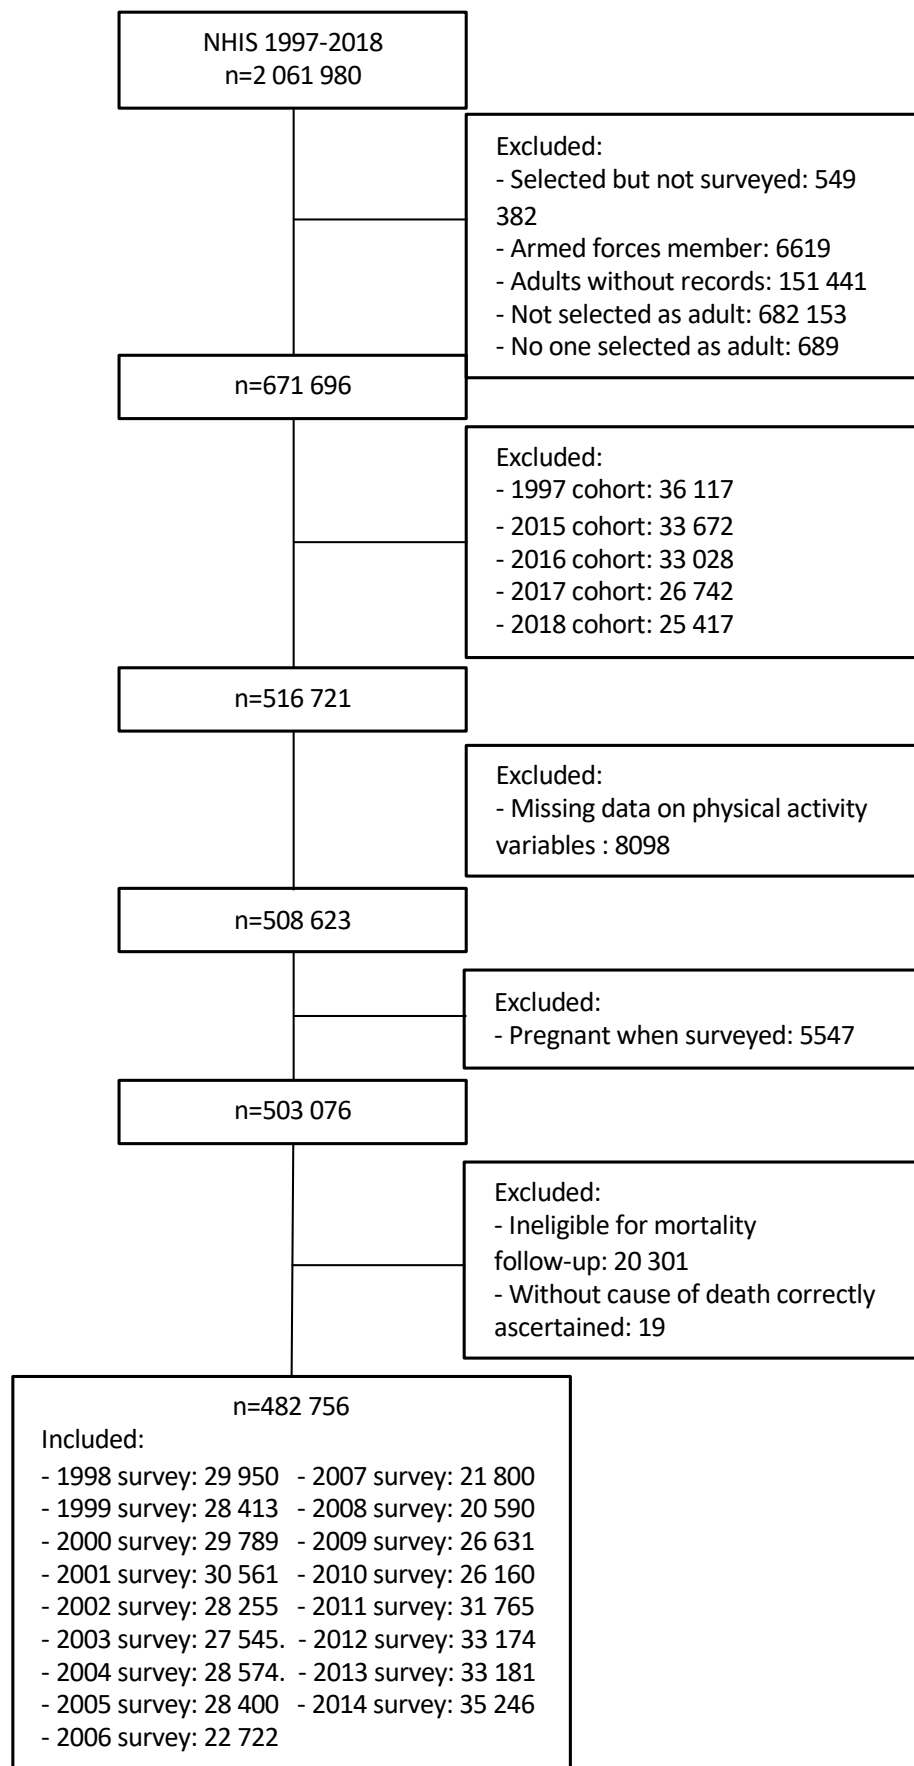 NHIS 1997-2018
n=2 061 980
Excluded:
- Selected but not surveyed: 549
382
- Armed forces member: 6619
- Adults without records: 151 441
- Not selected as adult: 682 153
- No one selected as adult: 689
n=671 696
Excluded:
- 1997 cohort: 36 117
- 2015 cohort: 33 672
- 2016 cohort: 33 028
- 2017 cohort: 26 742
- 2018 cohort: 25 417
n=516 721
Excluded:
- Missing data on physical activity
variables : 8098
n=508 623
Excluded:
- Pregnant when surveyed: 5547
n=503 076
Excluded:
- Ineligible for mortality
follow-up: 20 301
- Without cause of death correctly
ascertained: 19
n=482 756
Included:
- 1998 survey: 29 950 - 2007 survey: 21 800
- 1999 survey: 28 413 - 2008 survey: 20 590
- 2000 survey: 29 789 - 2009 survey: 26 631
- 2001 survey: 30 561 - 2010 survey: 26 160
- 2002 survey: 28 255 - 2011 survey: 31 765
- 2003 survey: 27 545. - 2012 survey: 33 174
- 2004 survey: 28 574. - 2013 survey: 33 181
- 2005 survey: 28 400 - 2014 survey: 35 246
- 2006 survey: 22 722